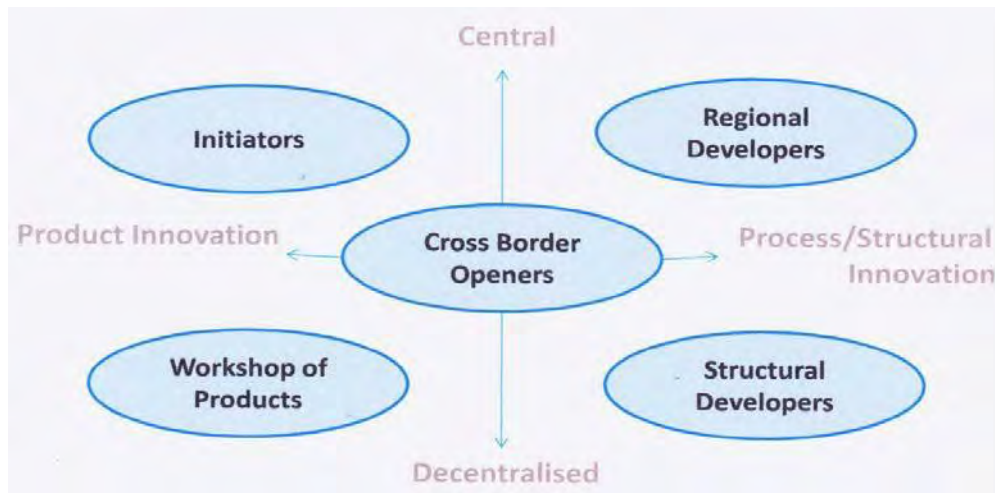 Central
Initiators
Regional
Developers
Product Innovation
Cross Border
Openers
Process/Structural
Innovation
Workshop of
Products
Structural
Developers
Decentralised